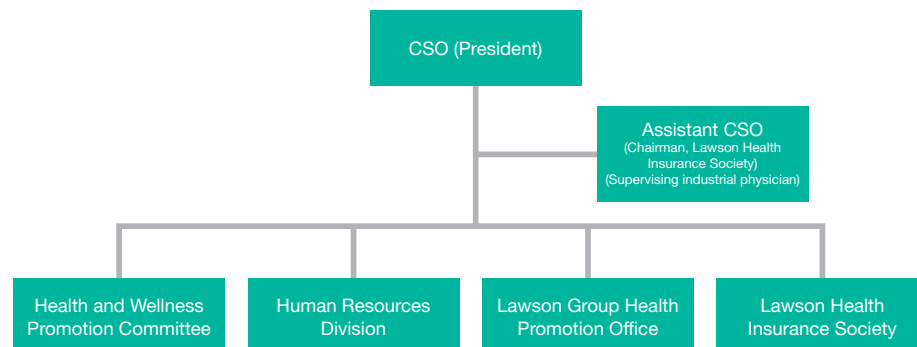 CSO (President)
Assistant CSO
(Chairman, Lawson Health
Insurance Society)
(Supervising industrial physician)
Health and Wellness
Promotion Committee
Human Resources
Division
Lawson Group Health
Promotion Office
Lawson Health
Insurance Society